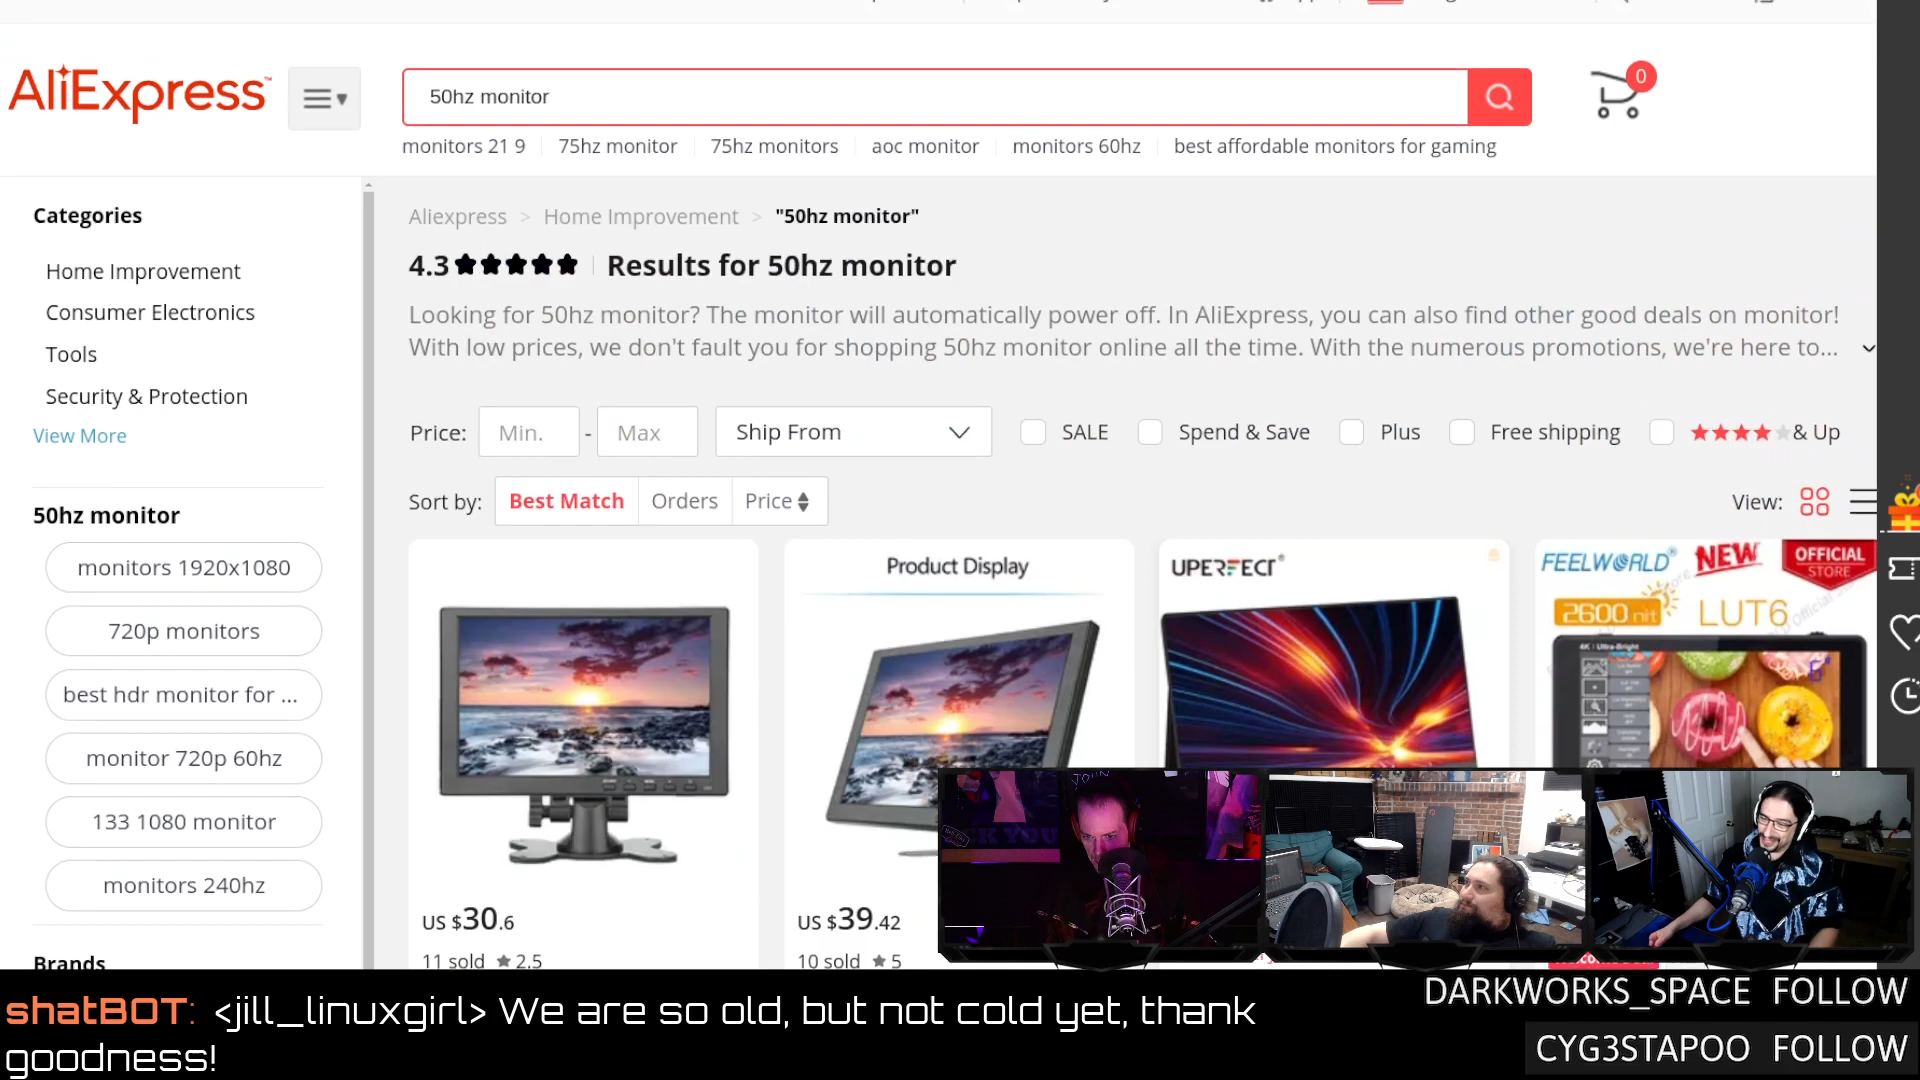 AliExpress
50hz monitor
0
monitors 21 9
75hz monitor
75hz monitors
aoc monitor
monitors 60hz
best affordable monitors for gaming
Categories
Home Improvement
Consumer Electronics
Tools
Security & Protection
View More
50hz monitor
monitors 1920x1080
720p monitors
best hdr monitor for ...
monitor 720p 60hz
133 1080 monitor
monitors 240hz
Brands
Aliexpress > Home Improvement > "50hz monitor"
4.3 Results for 50hz monitor
Looking for 50hz monitor? The monitor will automatically power off. In AliExpress, you can also find other good deals on monitor!
With low prices, we don't fault you for shopping 50hz monitor online all the time. With the numerous promotions, we're here to...
Price: Min. - Max Ship From SALE Spend & Save Plus Free shipping & Up
Sort by: Best Match Orders Price
View:
US $30.6
11 sold ★ 2.5
Product Display
US $39.42
10 sold ★ 5
UPERFECT
FEELWORLD NEW OFFICIAL
STORE
2600 nit LUT6
shatBOT: <jill_linuxgirl> We are so old, but not cold yet, thank
goodness!
DARKWORKS_SPACE FOLLOW
CYG3STAPOO FOLLOW